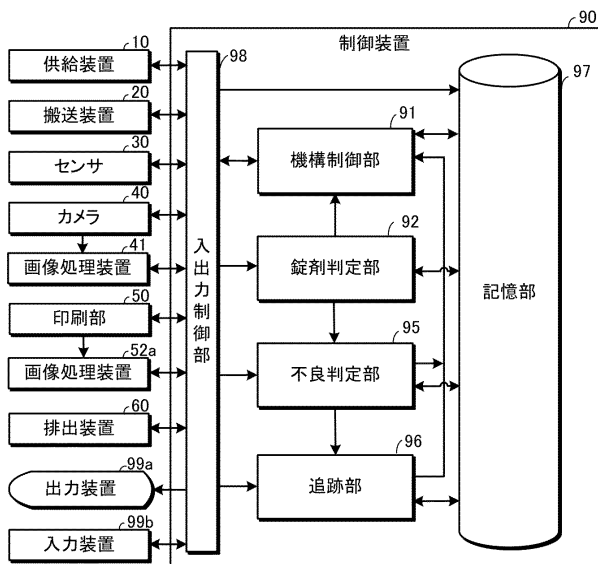 90
制御装置
10
供給装置
98
97
20
搬送装置
91
機構制御部
30
センサ
40
カメラ
92
錠剤判定部
41
画像処理装置
入出力制御部
記憶部
50
印刷部
95
不良判定部
52a
画像処理装置
60
排出装置
96
追跡部
99a
出力装置
99b
入力装置